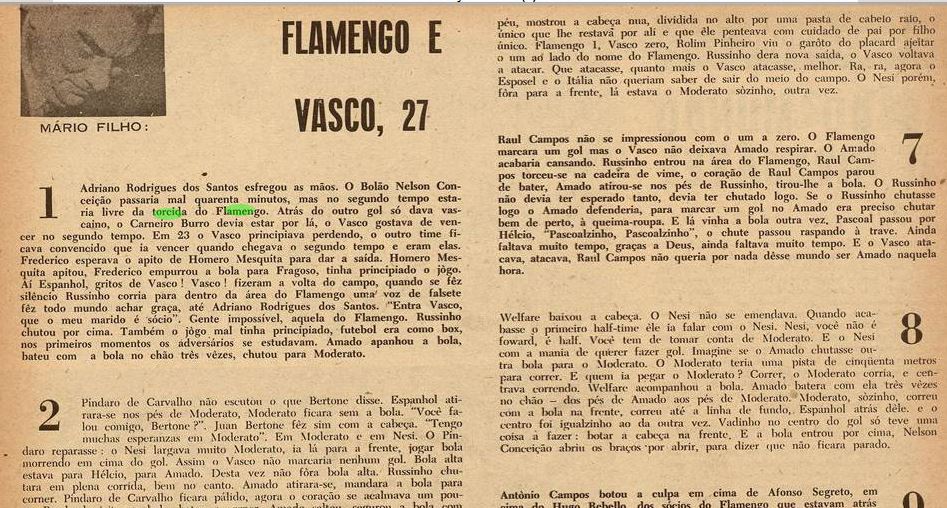 FLAMENGO E
VASCO, 27
MÁRIO FILHO:
1
Adriano Rodrigues dos Santos esfregou as mãos. O Bolão Nelson Con-
ceição passaria mal quarenta minutos, mas no segundo tempo esta-
ria livre da torcida do Flamengo. Atrás do outro gol só dava vas-
caíno, o Carneiro Burro devia estar por lá, o Vasco gostava de ven-
cer no segundo tempo. Em 23 o Vasco principiava perdendo, o outro time fi-
cava convencido que ia vencer quando chegava o segundo tempo e eram elas.
Frederico esperava o apito de Homero Mesquita para dar a saída. Homero Mes-
quita apitou, Frederico empurrou a bola para Fragoso, tinha principiado o jôgo.
Aí Espanhol, gritos de Vasco! Vasco! fizeram a volta do campo, quando se fêz
silêncio Russinho corria para dentro da área do Flamengo uma voz de falsete
fêz todo mundo achar graça, até Adriano Rodrigues dos Santos. "Entra Vasco,
que o meu marido é sócio". Gente impossível, aquela do Flamengo. Russinho
chutou por cima. Também o jôgo mal tinha principiado, futebol era como box,
nos primeiros momentos os adversários se estudavam. Amado apanhou a bola,
bateu com a bola no chão três vêzes, chutou para Moderato.
2
Píndaro de Carvalho não escutou o que Bertone disse. Espanhol ati-
rara-se nos pés de Moderato, Moderato ficara sem a bola. "Você fa-
lou comigo, Bertone?". Juan Bertone fêz sim com a cabeça. "Tengo
muchas esperanzas em Moderato". Em Moderato e em Nesi. O Pín-
daro reparasse: o Nesi largava muito Moderato, ia lá para a frente, jogar bola
morrendo em cima do gol. Assim o Vasco não marcaria nenhum gol. Bola alta
estava para Hélcio, para Amado. Desta vez não fôra bola alta. Russinho chu-
tara em plena corrida, bem no canto. Amado atirara-se, mandara a bola para
corner. Píndaro de Carvalho ficara pálido, agora o coração se acalmava um pou-
péu, mostrou a cabeça nua, dividida no alto por uma pasta de cabelo ralo, o
único que lhe restava por ali e que êle penteava com cuidado de pai por filho
único. Flamengo 1, Vasco zero, Rolim Pinheiro viu o garôto do placard ajeitar
o um ao lado do nome do Flamengo. Russinho dera nova saída, o Vasco voltava
a atacar. Que atacasse, quanto mais o Vasco atacasse, melhor. Ra, ra, agora o
Esposel e o Itália não queriam saber de sair do meio do campo. O Nesi porém,
fôra para a frente, lá estava o Moderato sòzinho, outra vez.
7
Raul Campos não se impressionou com o um a zero. O Flamengo
marcara um gol mas o Vasco não deixava Amado respirar. O Amado
acabaria cansando. Russinho entrou na área do Flamengo, Raul Cam-
pos torceu-se na cadeira de vime, o coração de Raul Campos parou
de bater, Amado atirou-se nos pés de Russinho, tirou-lhe a bola. O Russinho
não devia ter esperado tanto, devia ter chutado logo. Se o Russinho chutasse
logo o Amado defenderia, para marcar um gol no Amado era preciso chutar
bem de perto, à queima-roupa. E lá vinha a bola outra vez, Pascoal passou por
Hélcio, "Pascoalzinho, Pascoalzinho", o chute passou raspando à trave. Ainda
faltava muito tempo, graças a Deus, ainda faltava muito tempo. E o Vasco ata-
cava, atacava, Raul Campos não queria por nada dêsse mundo ser Amado naquela
hora.
8
Welfare baixou a cabeça. O Nesi não se emendava. Quando aca-
basse o primeiro half-time êle ia falar com o Nesi. Nesi, você não é
foward, é half. Você tem de tomar conta de Moderato. E o Nesi
com a mania de querer fazer gol. Imagine se o Amado chutasse ou-
tra bola para o Moderato. O Moderato teria uma pista de cinqüenta metros
para correr. E quem ia pegar o Moderato? Correr, o Moderato corria, e cen-
trava correndo. Welfare acompanhou a bola. Amado batera com ela três vêzes
no chão — dos pés de Amado aos pés de Moderato. Moderato, sòzinho, correu
com a bola na frente, correu até a linha de fundo, Espanhol atrás dêle. e o
centro foi igualzinho ao da outra vez. Vadinho no centro do gol só teve uma
coisa a fazer: botar a cabeça na frente. E a bola entrou por cima, Nelson
Conceição abriu os braços por abrir, para dizer que não ficara parado.
Antônio Campos botou a culpa em cima de Afonso Segreto, em
cima do Hugo Rebello, dos sócios do Flamengo que estavam atrás